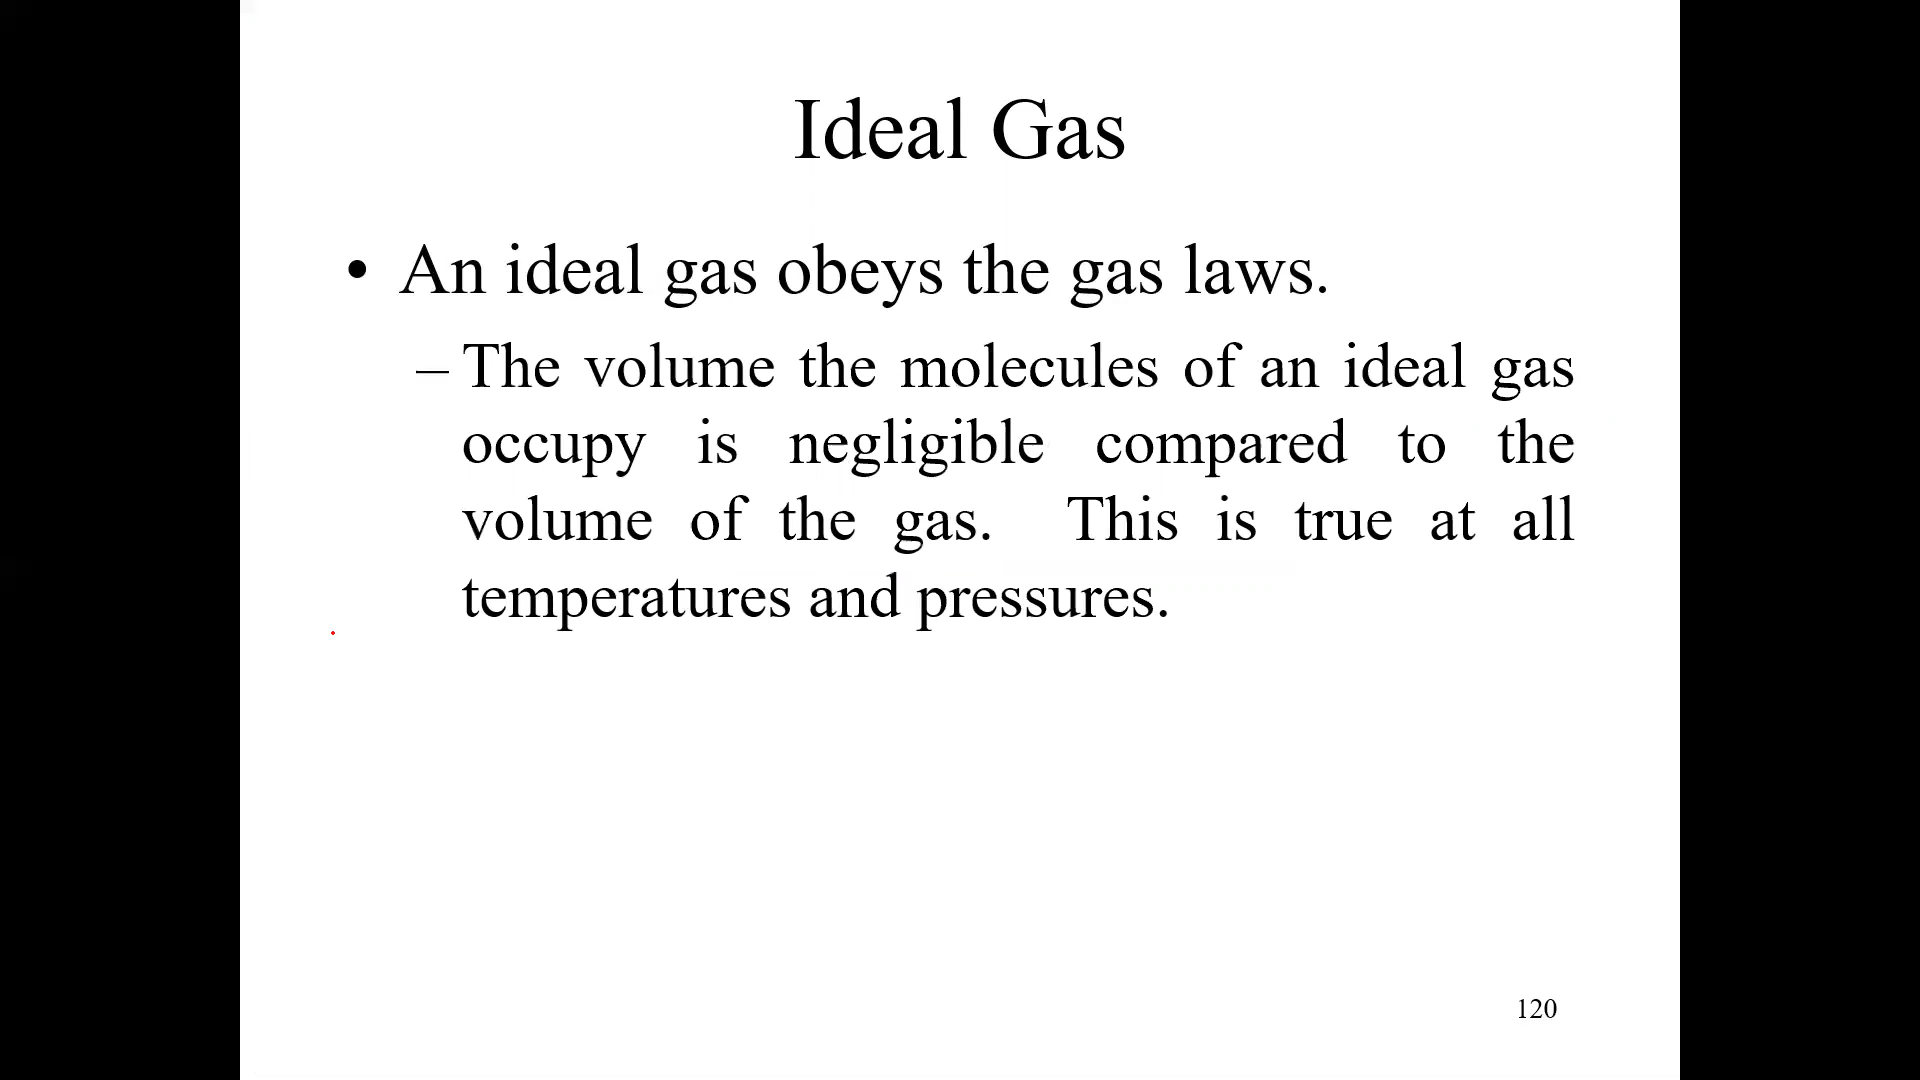 Ideal Gas
• An ideal gas obeys the gas laws.
– The volume the molecules of an ideal gas
occupy is negligible compared to the
volume of the gas. This is true at all
temperatures and pressures.
120